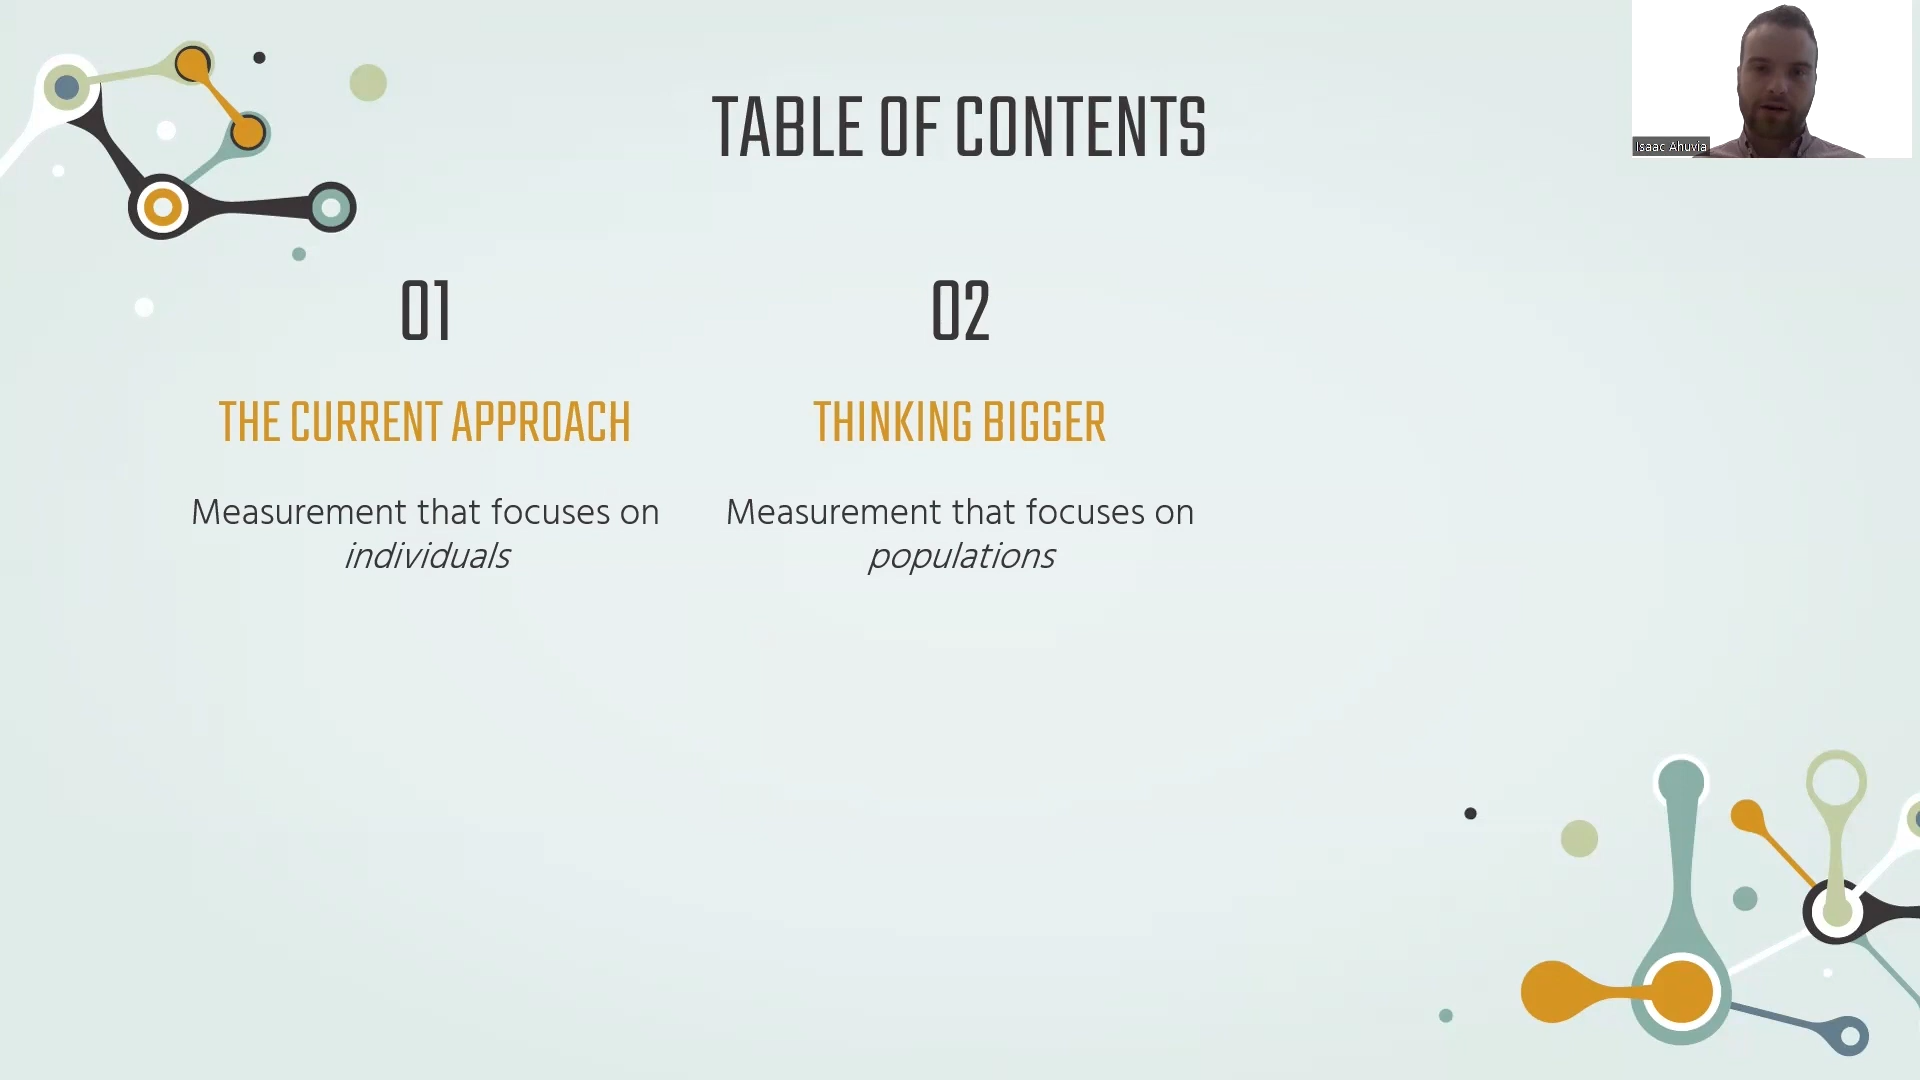 TABLE OF CONTENTS
Isaac Ahuvia
01
THE CURRENT APPROACH
Measurement that focuses on
individuals
02
THINKING BIGGER
Measurement that focuses on
populations